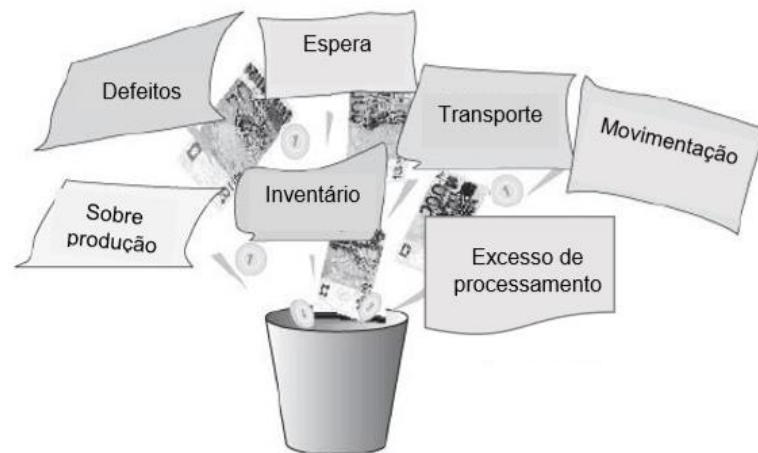 Espera
Defeitos
Transporte
Movimentação
Inventário
Sobre
produção
Excesso de
processamento